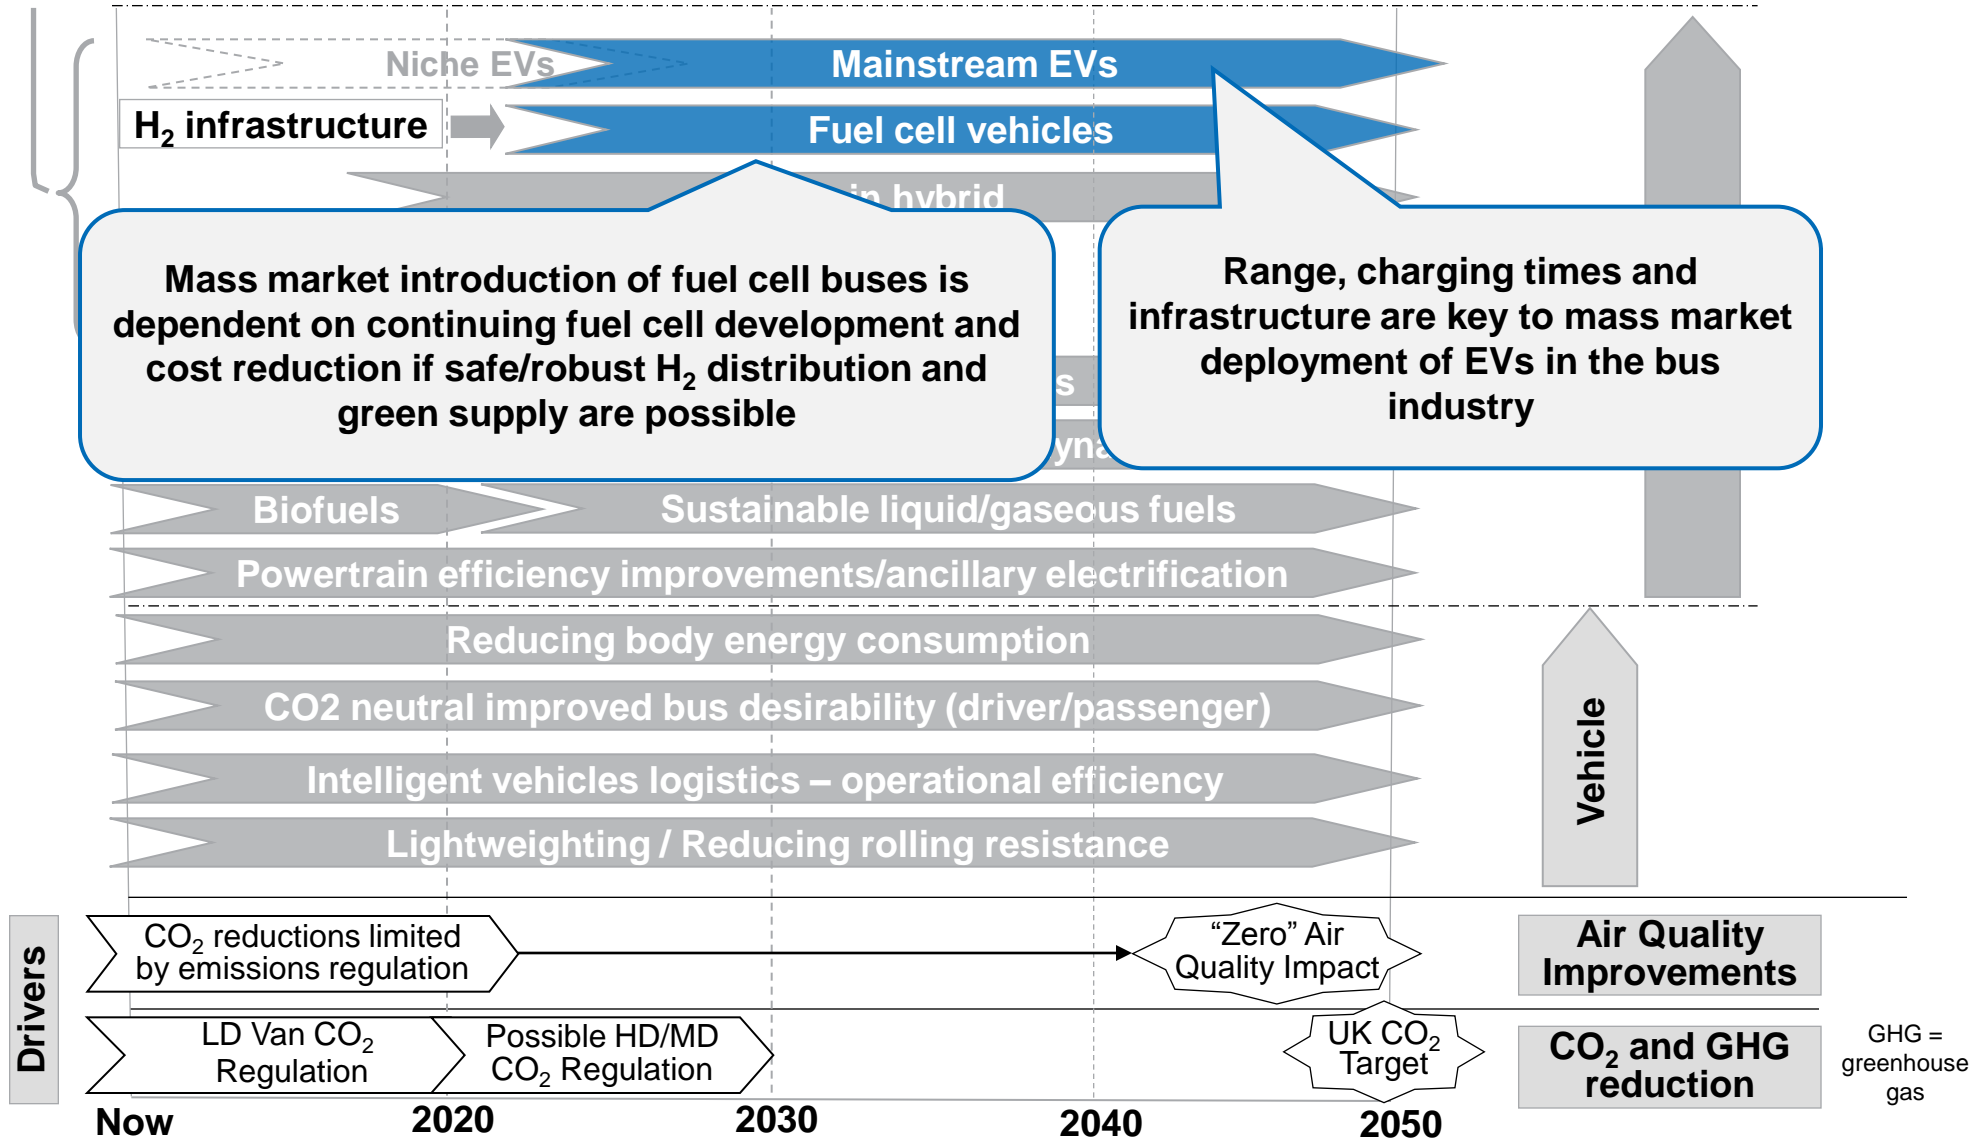 Niche EVs
Mainstream EVs
H₂ infrastructure
Fuel cell vehicles
hybrid
Mass market introduction of fuel cell buses is
dependent on continuing fuel cell development and
cost reduction if safe/robust H₂ distribution and
green supply are possible
Range, charging times and
infrastructure are key to mass market
deployment of EVs in the bus
industry
Biofuels
Sustainable liquid/gaseous fuels
Powertrain efficiency improvements/ancillary electrification
Reducing body energy consumption
CO2 neutral improved bus desirability (driver/passenger)
Intelligent vehicles logistics – operational efficiency
Lightweighting / Reducing rolling resistance
Vehicle
Drivers
CO₂ reductions limited
by emissions regulation
“Zero” Air
Quality Impact
Air Quality
Improvements
LD Van CO₂
Regulation
Possible HD/MD
CO₂ Regulation
UK CO₂
Target
CO₂ and GHG
reduction
GHG =
greenhouse
gas
Now
2020
2030
2040
2050